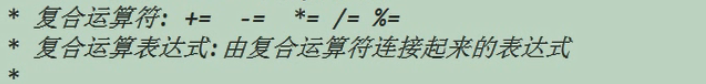 * 复合运算符: += -= *= /= %=
* 复合运算表达式:由复合运算符连接起来的表达式
*